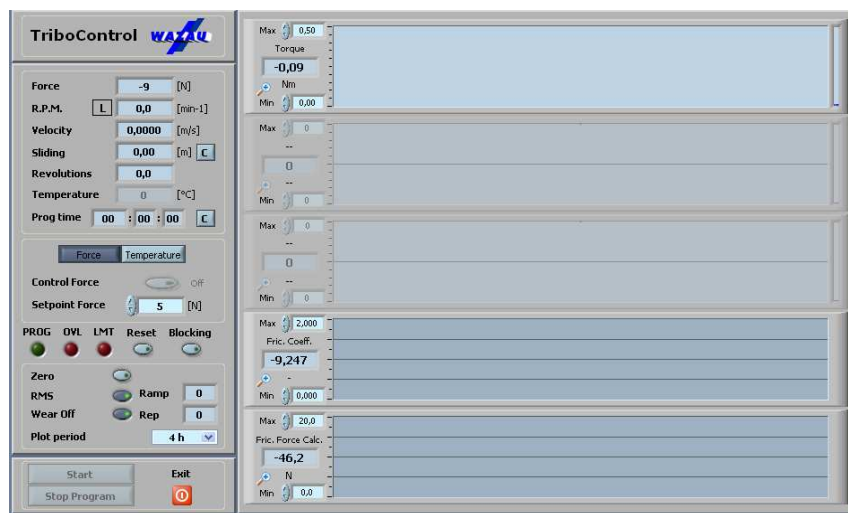 TriboControl WAZAU
Force -9 [N]
R.P.M. L 0,0 [min-1]
Velocity 0,0000 [m/s]
Sliding 0,00 [m] C
Revolutions 0,0
Temperature 0 [°C]
Prog time 00 : 00 : 00 C
Force Temperature
Control Force Off
Setpoint Force 5 [N]
PROG OVL LMT Reset Blocking
Zero
RMS Ramp 0
Wear Off Rep 0
Plot period 4 h
Start Exit
Stop Program
Max 0,50
Torque
-0,09
Nm
Min 0,00
Max 0
--
0
--
Min 0
Max 0
--
0
--
Min 0
Max 2,000
Fric. Coeff.
-9,247
-
Min 0,000
Max 20,0
Fric. Force Calc.
-46,2
N
Min 0,0